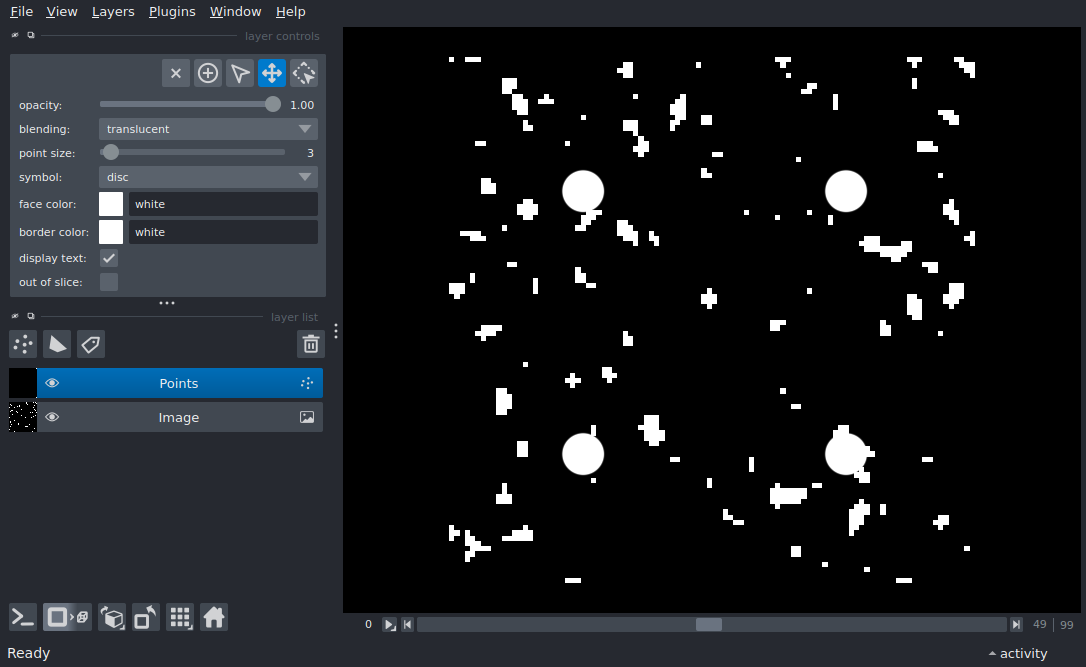 File View Layers Plugins Window Help
layer controls
opacity: 1.00
blending: translucent
point size: 3
symbol: disc
face color: white
border color: white
display text:
out of slice:
layer list
Points
Image
0 49 | 99
Ready activity